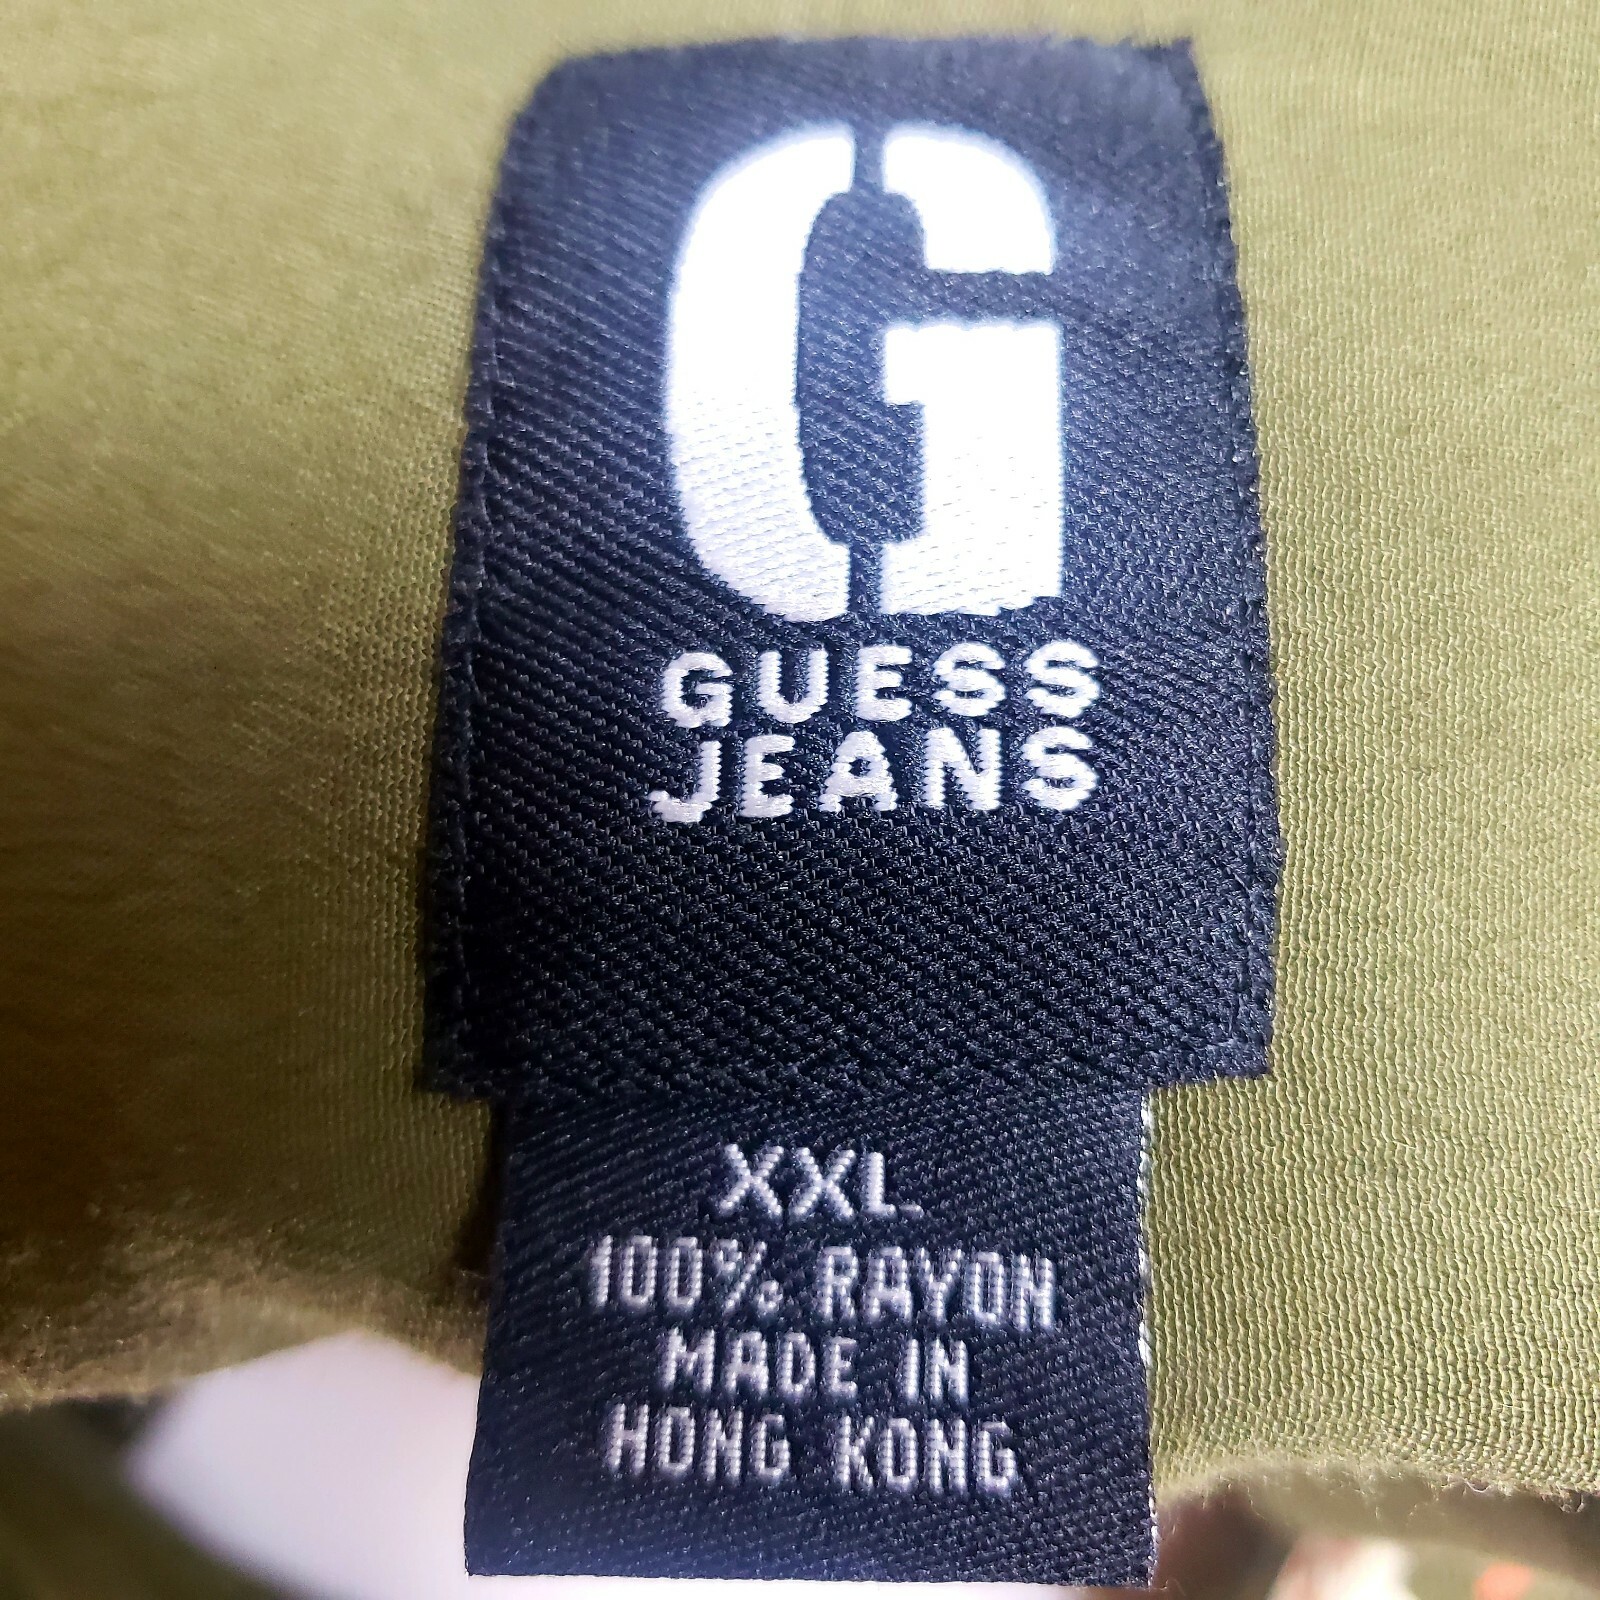 G
GUESS
JEANS
XXL
100% RAYON
MADE IN
HONG KONG